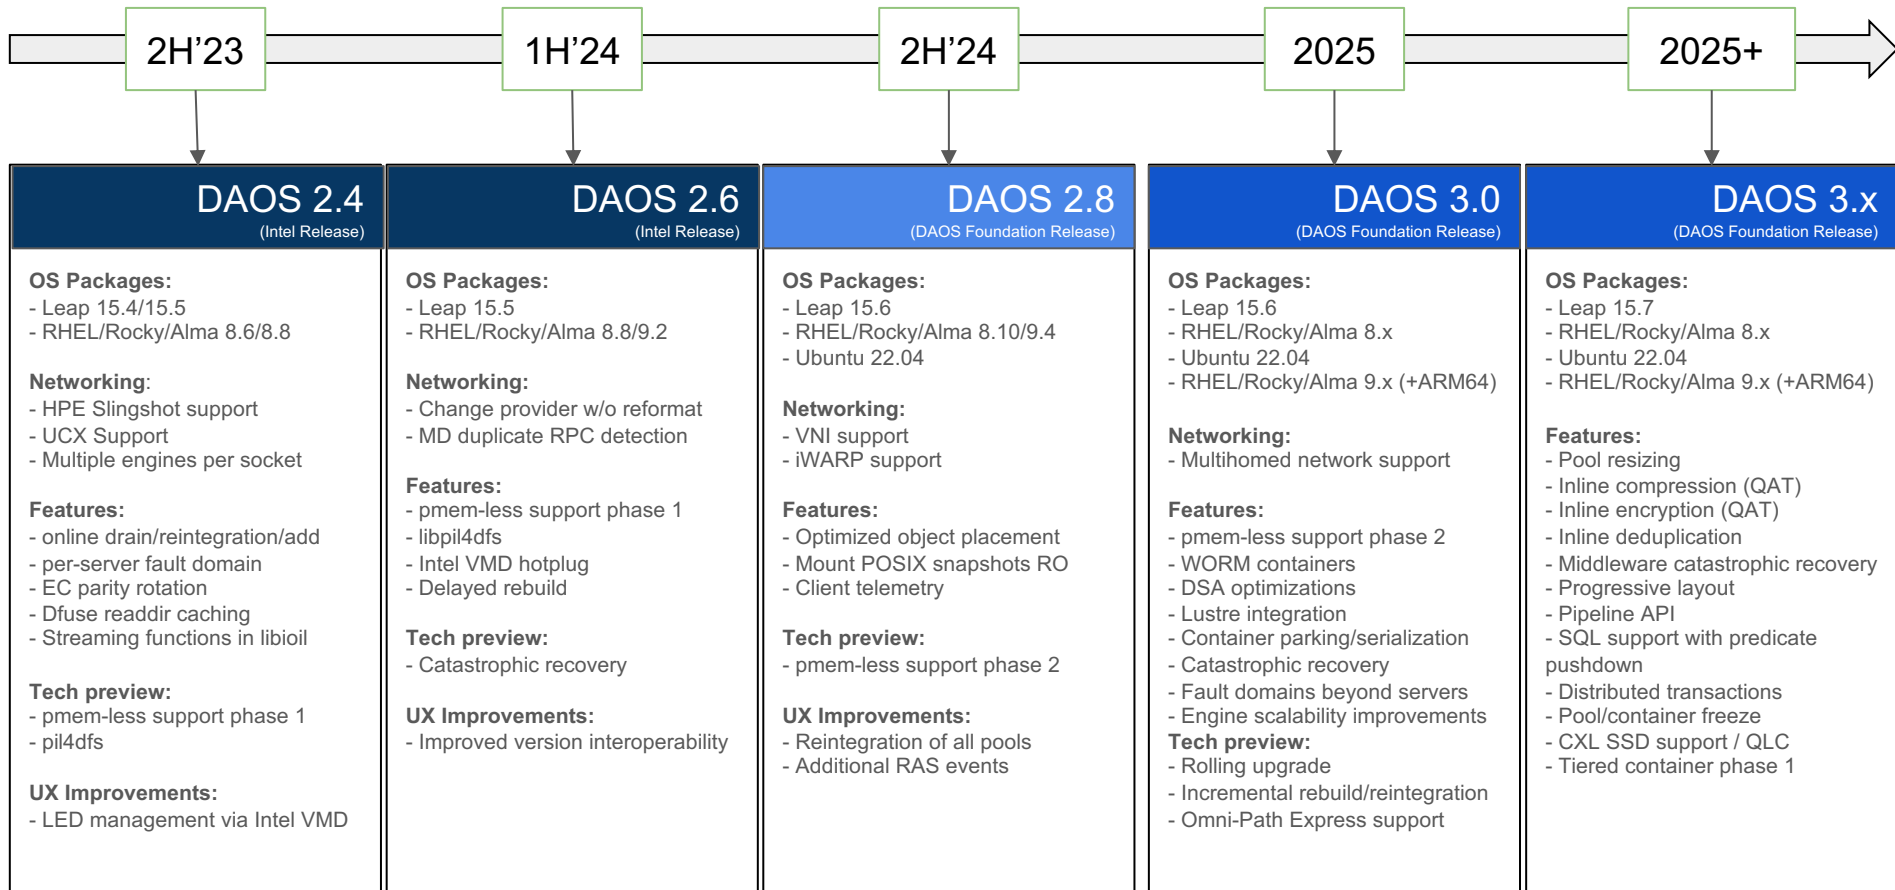 2H’23
1H’24
2H’24
2025
2025+
DAOS 2.4
(Intel Release)
OS Packages:
- Leap 15.4/15.5
- RHEL/Rocky/Alma 8.6/8.8
Networking:
- HPE Slingshot support
- UCX Support
- Multiple engines per socket
Features:
- online drain/reintegration/add
- per-server fault domain
- EC parity rotation
- Dfuse readdir caching
- Streaming functions in libioil
Tech preview:
- pmem-less support phase 1
- pil4dfs
UX Improvements:
- LED management via Intel VMD
DAOS 2.6
(Intel Release)
OS Packages:
- Leap 15.5
- RHEL/Rocky/Alma 8.8/9.2
Networking:
- Change provider w/o reformat
- MD duplicate RPC detection
Features:
- pmem-less support phase 1
- libpil4dfs
- Intel VMD hotplug
- Delayed rebuild
Tech preview:
- Catastrophic recovery
UX Improvements:
- Improved version interoperability
DAOS 2.8
(DAOS Foundation Release)
OS Packages:
- Leap 15.6
- RHEL/Rocky/Alma 8.10/9.4
- Ubuntu 22.04
Networking:
- VNI support
- iWARP support
Features:
- Optimized object placement
- Mount POSIX snapshots RO
- Client telemetry
Tech preview:
- pmem-less support phase 2
UX Improvements:
- Reintegration of all pools
- Additional RAS events
DAOS 3.0
(DAOS Foundation Release)
OS Packages:
- Leap 15.6
- RHEL/Rocky/Alma 8.x
- Ubuntu 22.04
- RHEL/Rocky/Alma 9.x (+ARM64)
Networking:
- Multihomed network support
Features:
- pmem-less support phase 2
- WORM containers
- DSA optimizations
- Lustre integration
- Container parking/serialization
- Catastrophic recovery
- Fault domains beyond servers
- Engine scalability improvements
Tech preview:
- Rolling upgrade
- Incremental rebuild/reintegration
- Omni-Path Express support
DAOS 3.x
(DAOS Foundation Release)
OS Packages:
- Leap 15.7
- RHEL/Rocky/Alma 8.x
- Ubuntu 22.04
- RHEL/Rocky/Alma 9.x (+ARM64)
Features:
- Pool resizing
- Inline compression (QAT)
- Inline encryption (QAT)
- Inline deduplication
- Middleware catastrophic recovery
- Progressive layout
- Pipeline API
- SQL support with predicate
pushdown
- Distributed transactions
- Pool/container freeze
- CXL SSD support / QLC
- Tiered container phase 1